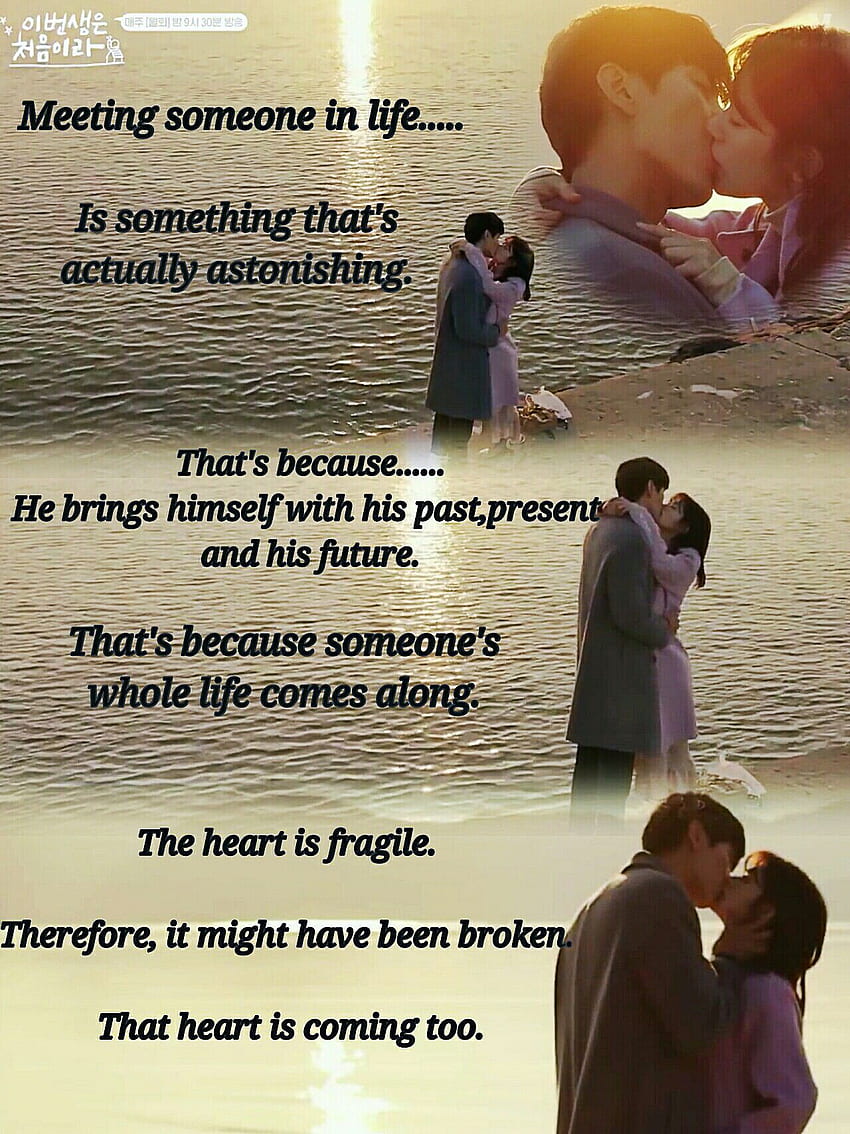 이번생은
처음이라
매주 [월화] 밤 9시 30분 방송
Meeting someone in life.....
Is something that's
actually astonishing.
That's because......
He brings himself with his past,present
and his future.
That's because someone's
whole life comes along.
The heart is fragile.
Therefore, it might have been broken.
That heart is coming too.